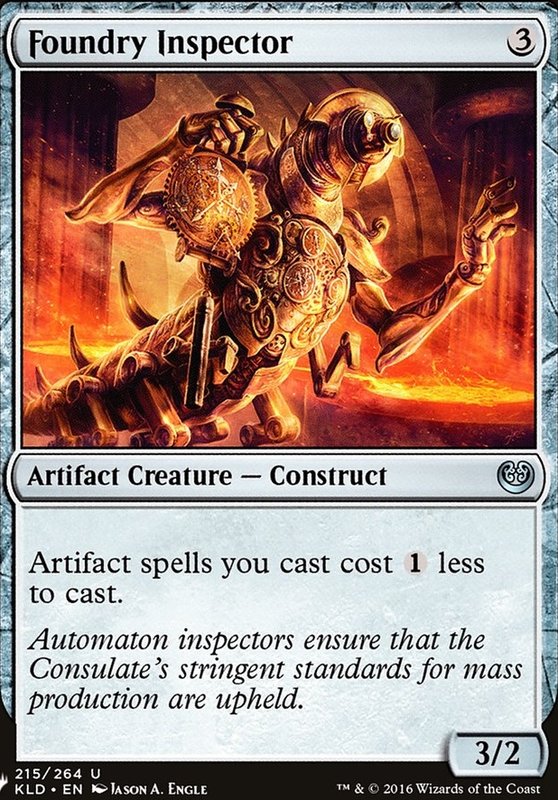 Foundry Inspector 3
Artifact Creature — Construct
Artifact spells you cast cost 1 less
to cast.
Automaton inspectors ensure that the
Consulate's stringent standards for mass
production are upheld.
3/2
215/264 U
KLD • EN Jason A. Engle
™ & © 2016 Wizards of the Coast